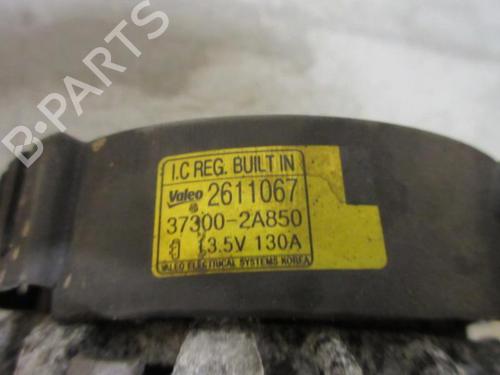 B-PARTS
I.C REG. BUILT IN
Valeo 2611067
37300-2A850
13.5V 130A
VALEO ELECTRICAL SYSTEMS KOREA